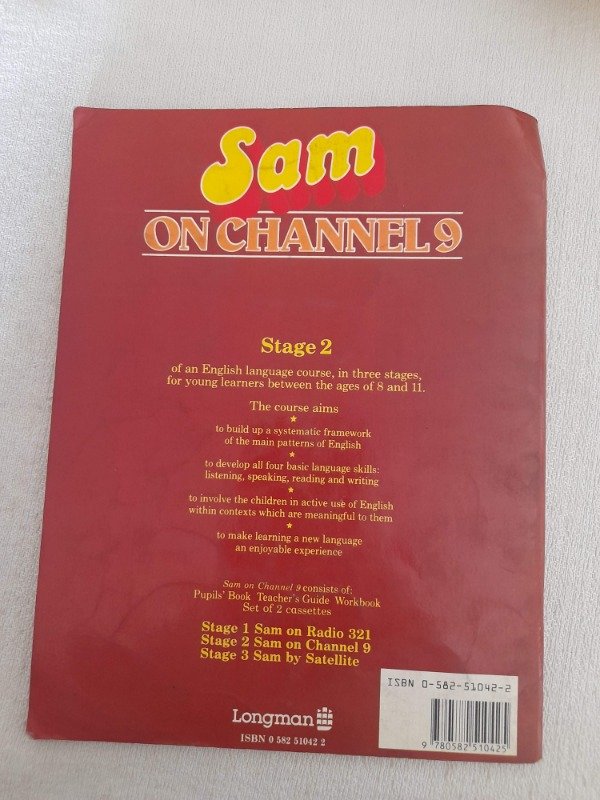 Sam
ON CHANNEL 9
Stage 2
of an English language course, in three stages,
for young learners between the ages of 8 and 11.
The course aims
★
to build up a systematic framework
of the main patterns of English
★
to develop all four basic language skills:
listening, speaking, reading and writing
★
to involve the children in active use of English
within contexts which are meaningful to them
★
to make learning a new language
an enjoyable experience
Sam on Channel 9 consists of:
Pupils' Book Teacher's Guide Workbook
Set of 2 cassettes
Stage 1 Sam on Radio 321
Stage 2 Sam on Channel 9
Stage 3 Sam by Satellite
Longman
ISBN 0 582 51042 2
ISBN 0-582-51042-2
9 780582 510425